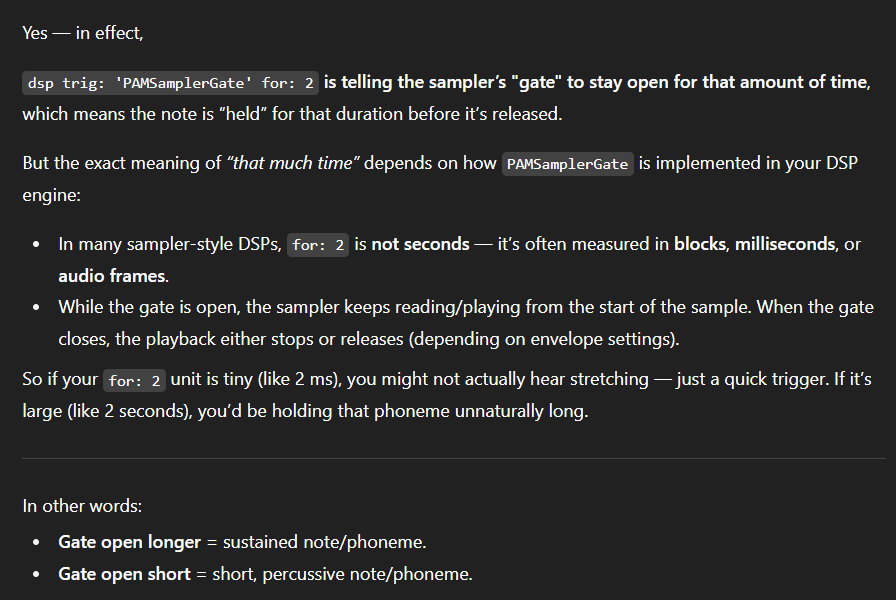 Yes — in effect,
dsp trig: 'PAMSamplerGate' for: 2 is telling the sampler’s "gate" to stay open for that amount of time,
which means the note is “held” for that duration before it’s released.
But the exact meaning of “that much time” depends on how PAMSamplerGate is implemented in your DSP
engine:
• In many sampler-style DSPs, for: 2 is not seconds — it’s often measured in blocks, milliseconds, or
audio frames.
• While the gate is open, the sampler keeps reading/playing from the start of the sample. When the gate
closes, the playback either stops or releases (depending on envelope settings).
So if your for: 2 unit is tiny (like 2 ms), you might not actually hear stretching — just a quick trigger. If it’s
large (like 2 seconds), you’d be holding that phoneme unnaturally long.
In other words:
• Gate open longer = sustained note/phoneme.
• Gate open short = short, percussive note/phoneme.